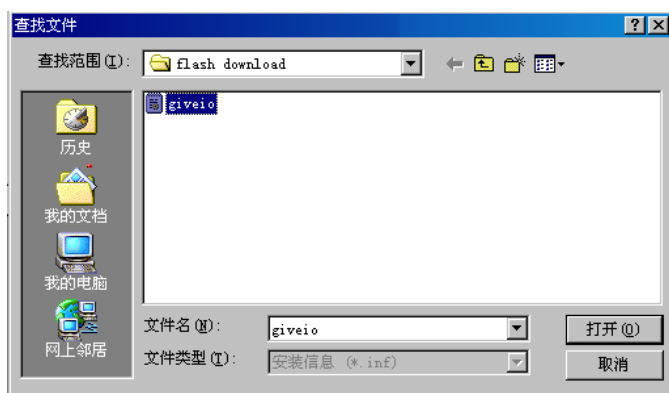 查找文件
查找范围(I):
flash download
giveio
历史
我的文档
我的电脑
网上邻居
文件名(N):
giveio
打开(O)
文件类型(T):
安装信息 (*.inf)
取消